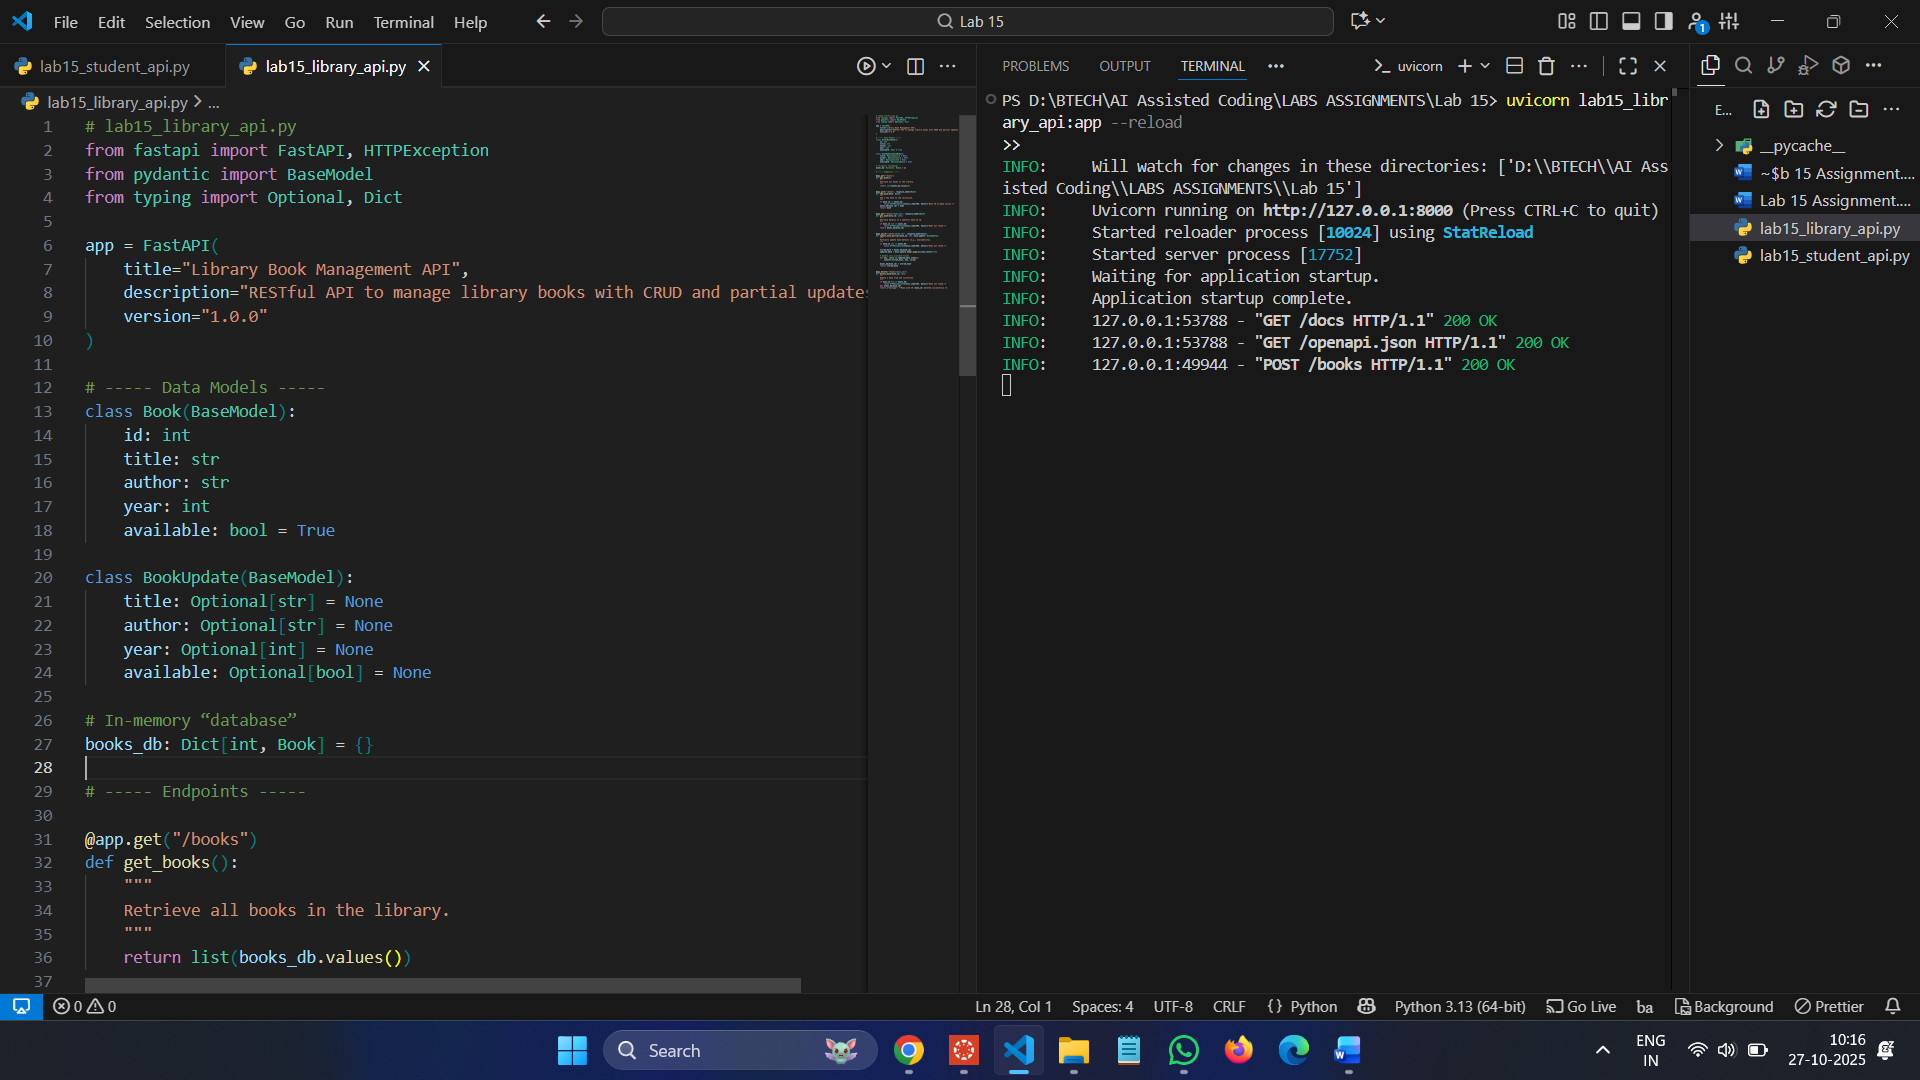 File Edit Selection View Go Run Terminal Help
Lab 15
1
lab15_student_api.py
lab15_library_api.py
lab15_library_api.py > ...
1 # lab15_library_api.py
2 from fastapi import FastAPI, HTTPException
3 from pydantic import BaseModel
4 from typing import Optional, Dict
5
6 app = FastAPI(
7 title="Library Book Management API",
8 description="RESTful API to manage library books with CRUD and partial updates
9 version="1.0.0"
10 )
11
12 # ----- Data Models -----
13 class Book(BaseModel):
14 id: int
15 title: str
16 author: str
17 year: int
18 available: bool = True
19
20 class BookUpdate(BaseModel):
21 title: Optional[str] = None
22 author: Optional[str] = None
23 year: Optional[int] = None
24 available: Optional[bool] = None
25
26 # In-memory “database”
27 books_db: Dict[int, Book] = {}
28
29 # ----- Endpoints -----
30
31 @app.get("/books")
32 def get_books():
33 """
34 Retrieve all books in the library.
35 """
36 return list(books_db.values())
37
PROBLEMS OUTPUT TERMINAL ...
uvicorn
PS D:\BTECH\AI Assisted Coding\LABS ASSIGNMENTS\Lab 15> uvicorn lab15_libr
ary_api:app --reload
>>
INFO: Will watch for changes in these directories: ['D:\\BTECH\\AI Ass
isted Coding\\LABS ASSIGNMENTS\\Lab 15']
INFO: Uvicorn running on http://127.0.0.1:8000 (Press CTRL+C to quit)
INFO: Started reloader process [10024] using StatReload
INFO: Started server process [17752]
INFO: Waiting for application startup.
INFO: Application startup complete.
INFO: 127.0.0.1:53788 - "GET /docs HTTP/1.1" 200 OK
INFO: 127.0.0.1:53788 - "GET /openapi.json HTTP/1.1" 200 OK
INFO: 127.0.0.1:49944 - "POST /books HTTP/1.1" 200 OK
E...
__pycache__
~$b 15 Assignment....
Lab 15 Assignment....
lab15_library_api.py
lab15_student_api.py
0 0
Ln 28, Col 1 Spaces: 4 UTF-8 CRLF {} Python Python 3.13 (64-bit) Go Live ba Background Prettier
Search
ENG
IN
10:16
27-10-2025